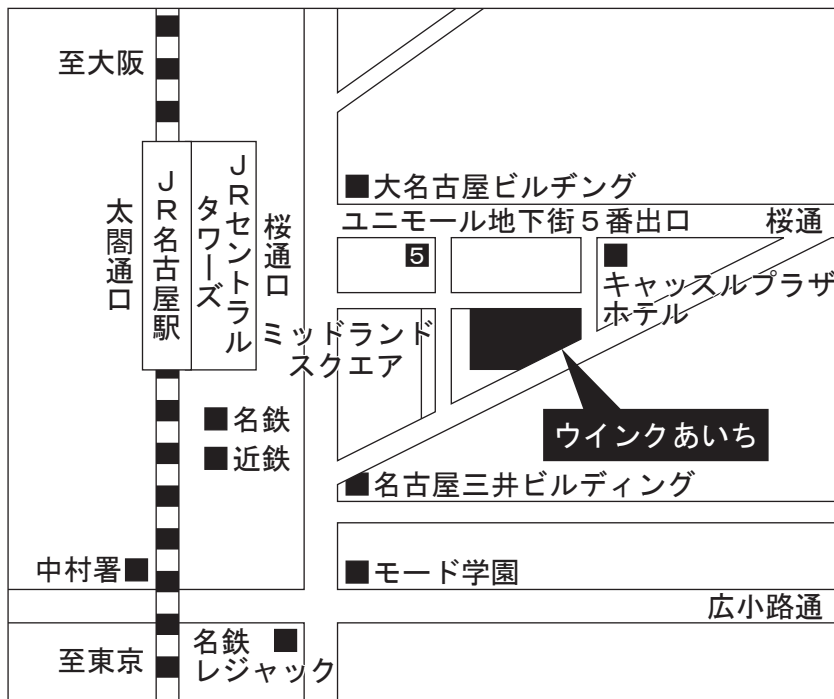 至大阪
JR名古屋駅
JRセントラル
タワーズ
太閤通口
桜通口
■大名古屋ビルヂング
ユニモール地下街5番出口
桜通
5
キャッスルプラザ
ホテル
ミッドランド
スクエア
■名鉄
■近鉄
ウインクあいち
■名古屋三井ビルディング
中村署■
■モード学園
広小路通
至東京
名鉄■
レジャック